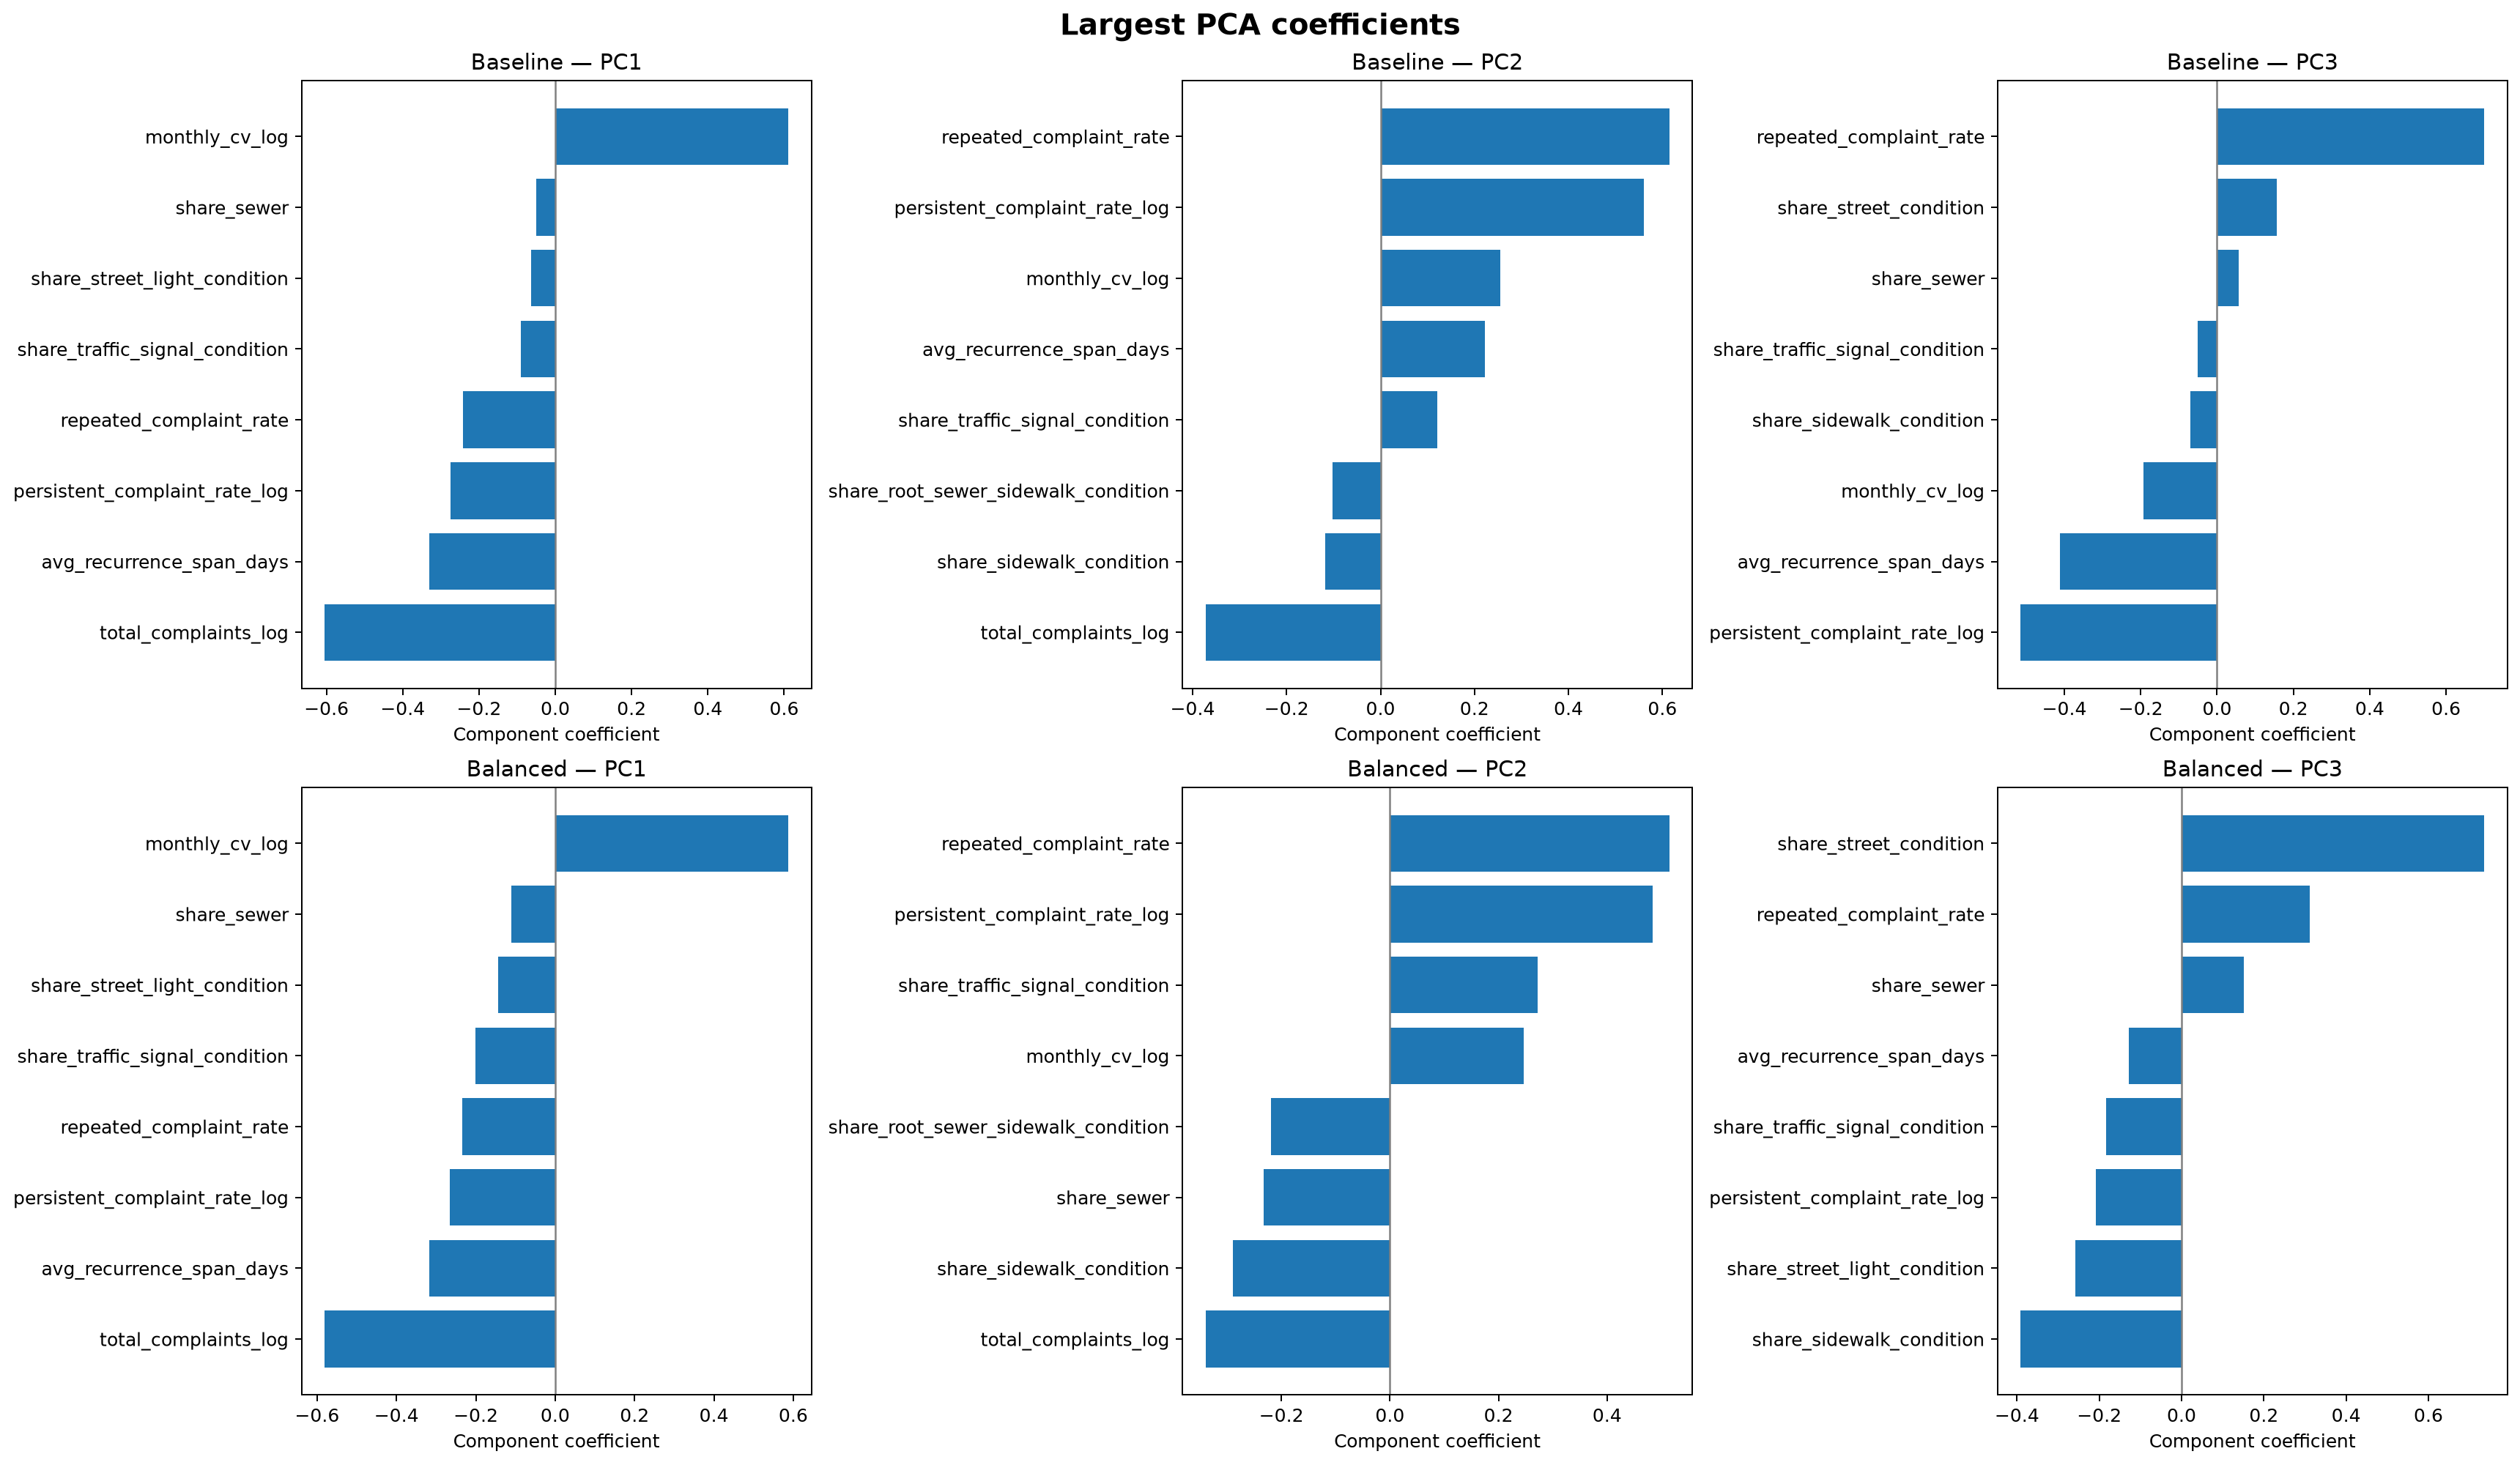 Largest PCA coefficients
Baseline — PC1
monthly_cv_log
share_sewer
share_street_light_condition
share_traffic_signal_condition
repeated_complaint_rate
persistent_complaint_rate_log
avg_recurrence_span_days
total_complaints_log
−0.6 −0.4 −0.2 0.0 0.2 0.4 0.6
Component coefficient
Baseline — PC2
repeated_complaint_rate
persistent_complaint_rate_log
monthly_cv_log
avg_recurrence_span_days
share_traffic_signal_condition
share_root_sewer_sidewalk_condition
share_sidewalk_condition
total_complaints_log
−0.4 −0.2 0.0 0.2 0.4 0.6
Component coefficient
Baseline — PC3
repeated_complaint_rate
share_street_condition
share_sewer
share_traffic_signal_condition
share_sidewalk_condition
monthly_cv_log
avg_recurrence_span_days
persistent_complaint_rate_log
−0.4 −0.2 0.0 0.2 0.4 0.6
Component coefficient
Balanced — PC1
monthly_cv_log
share_sewer
share_street_light_condition
share_traffic_signal_condition
repeated_complaint_rate
persistent_complaint_rate_log
avg_recurrence_span_days
total_complaints_log
−0.6 −0.4 −0.2 0.0 0.2 0.4 0.6
Component coefficient
Balanced — PC2
repeated_complaint_rate
persistent_complaint_rate_log
share_traffic_signal_condition
monthly_cv_log
share_root_sewer_sidewalk_condition
share_sewer
share_sidewalk_condition
total_complaints_log
−0.2 0.0 0.2 0.4
Component coefficient
Balanced — PC3
share_street_condition
repeated_complaint_rate
share_sewer
avg_recurrence_span_days
share_traffic_signal_condition
persistent_complaint_rate_log
share_street_light_condition
share_sidewalk_condition
−0.4 −0.2 0.0 0.2 0.4 0.6
Component coefficient